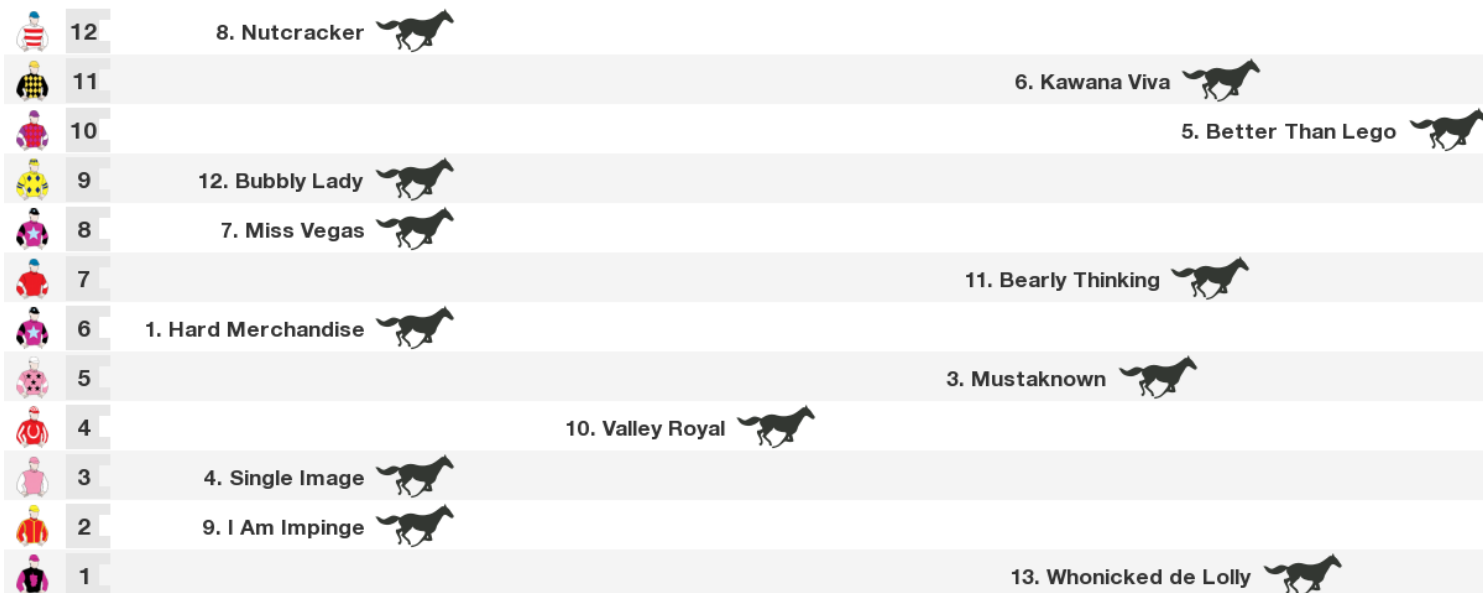 12 8. Nutcracker
11 6. Kawana Viva
10 5. Better Than Lego
9 12. Bubbly Lady
8 7. Miss Vegas
7 11. Bearly Thinking
6 1. Hard Merchandise
5 3. Mustaknown
4 10. Valley Royal
3 4. Single Image
2 9. I Am Impinge
1 13. Whonicked de Lolly